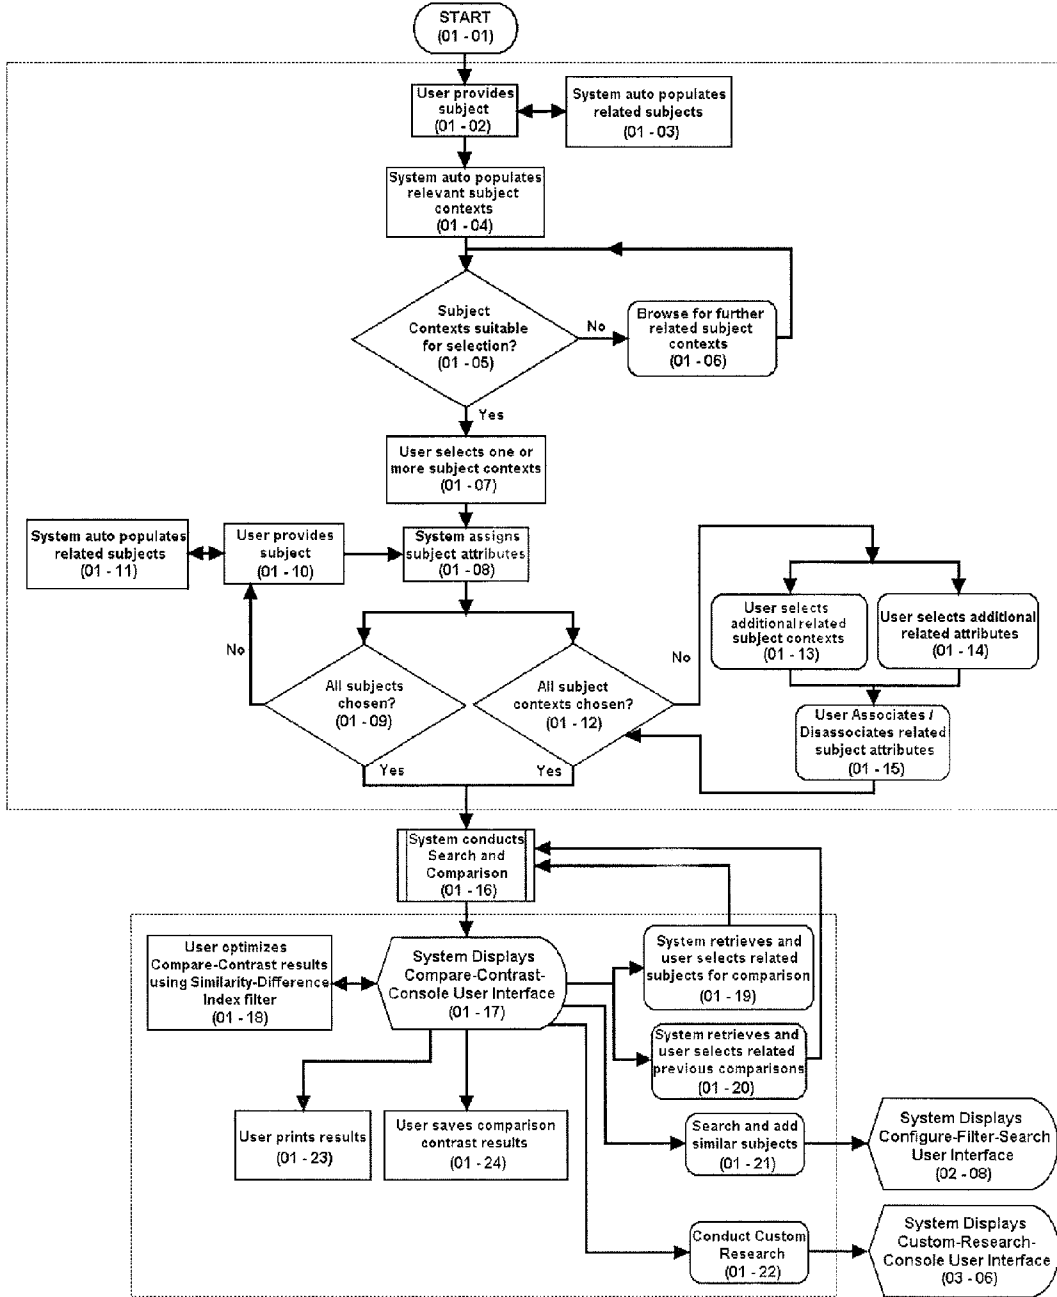 START
(01 - 01)
User provides
subject
(01 - 02)
System auto populates
related subjects
(01 - 03)
System auto populates
relevant subject
contexts
(01 - 04)
Subject
Contexts suitable
for selection?
(01 - 05)
No
Browse for further
related subject
contexts
(01 - 06)
Yes
User selects one or
more subject contexts
(01 - 07)
System auto populates
related subjects
(01 - 11)
User provides
subject
(01 - 10)
System assigns
subject attributes
(01 - 08)
User selects
additional related
subject contexts
(01 - 13)
User selects additional
related attributes
(01 - 14)
No
All subjects
chosen?
(01 - 09)
All subject
contexts chosen?
(01 - 12)
No
User Associates /
Disassociates related
subject attributes
(01 - 15)
Yes
Yes
System conducts
Search and
Comparison
(01 - 16)
User optimizes
Compare-Contrast results
using Similarity-Difference
Index filter
(01 - 18)
System Displays
Compare-Contrast-
Console User Interface
(01 - 17)
System retrieves and
user selects related
subjects for comparison
(01 - 19)
System retrieves and
user selects related
previous comparisons
(01 - 20)
User prints results
(01 - 23)
User saves comparison
contrast results
(01 - 24)
Search and add
similar subjects
(01 - 21)
System Displays
Configure-Filter-Search
User Interface
(02 - 08)
Conduct Custom
Research
(01 - 22)
System Displays
Custom-Research-
Console User Interface
(03 - 06)